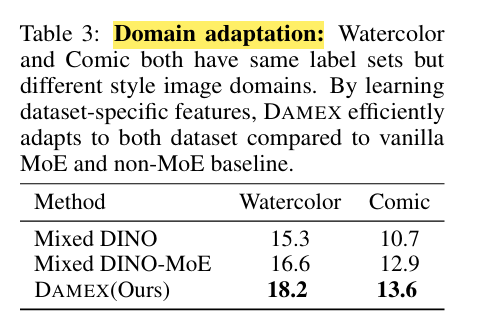 Table 3: Domain adaptation: Watercolor
and Comic both have same label sets but
different style image domains. By learning
dataset-specific features, DAMEX efficiently
adapts to both dataset compared to vanilla
MoE and non-MoE baseline.
Method Watercolor Comic
Mixed DINO 15.3 10.7
Mixed DINO-MoE 16.6 12.9
DAMEX(Ours) 18.2 13.6